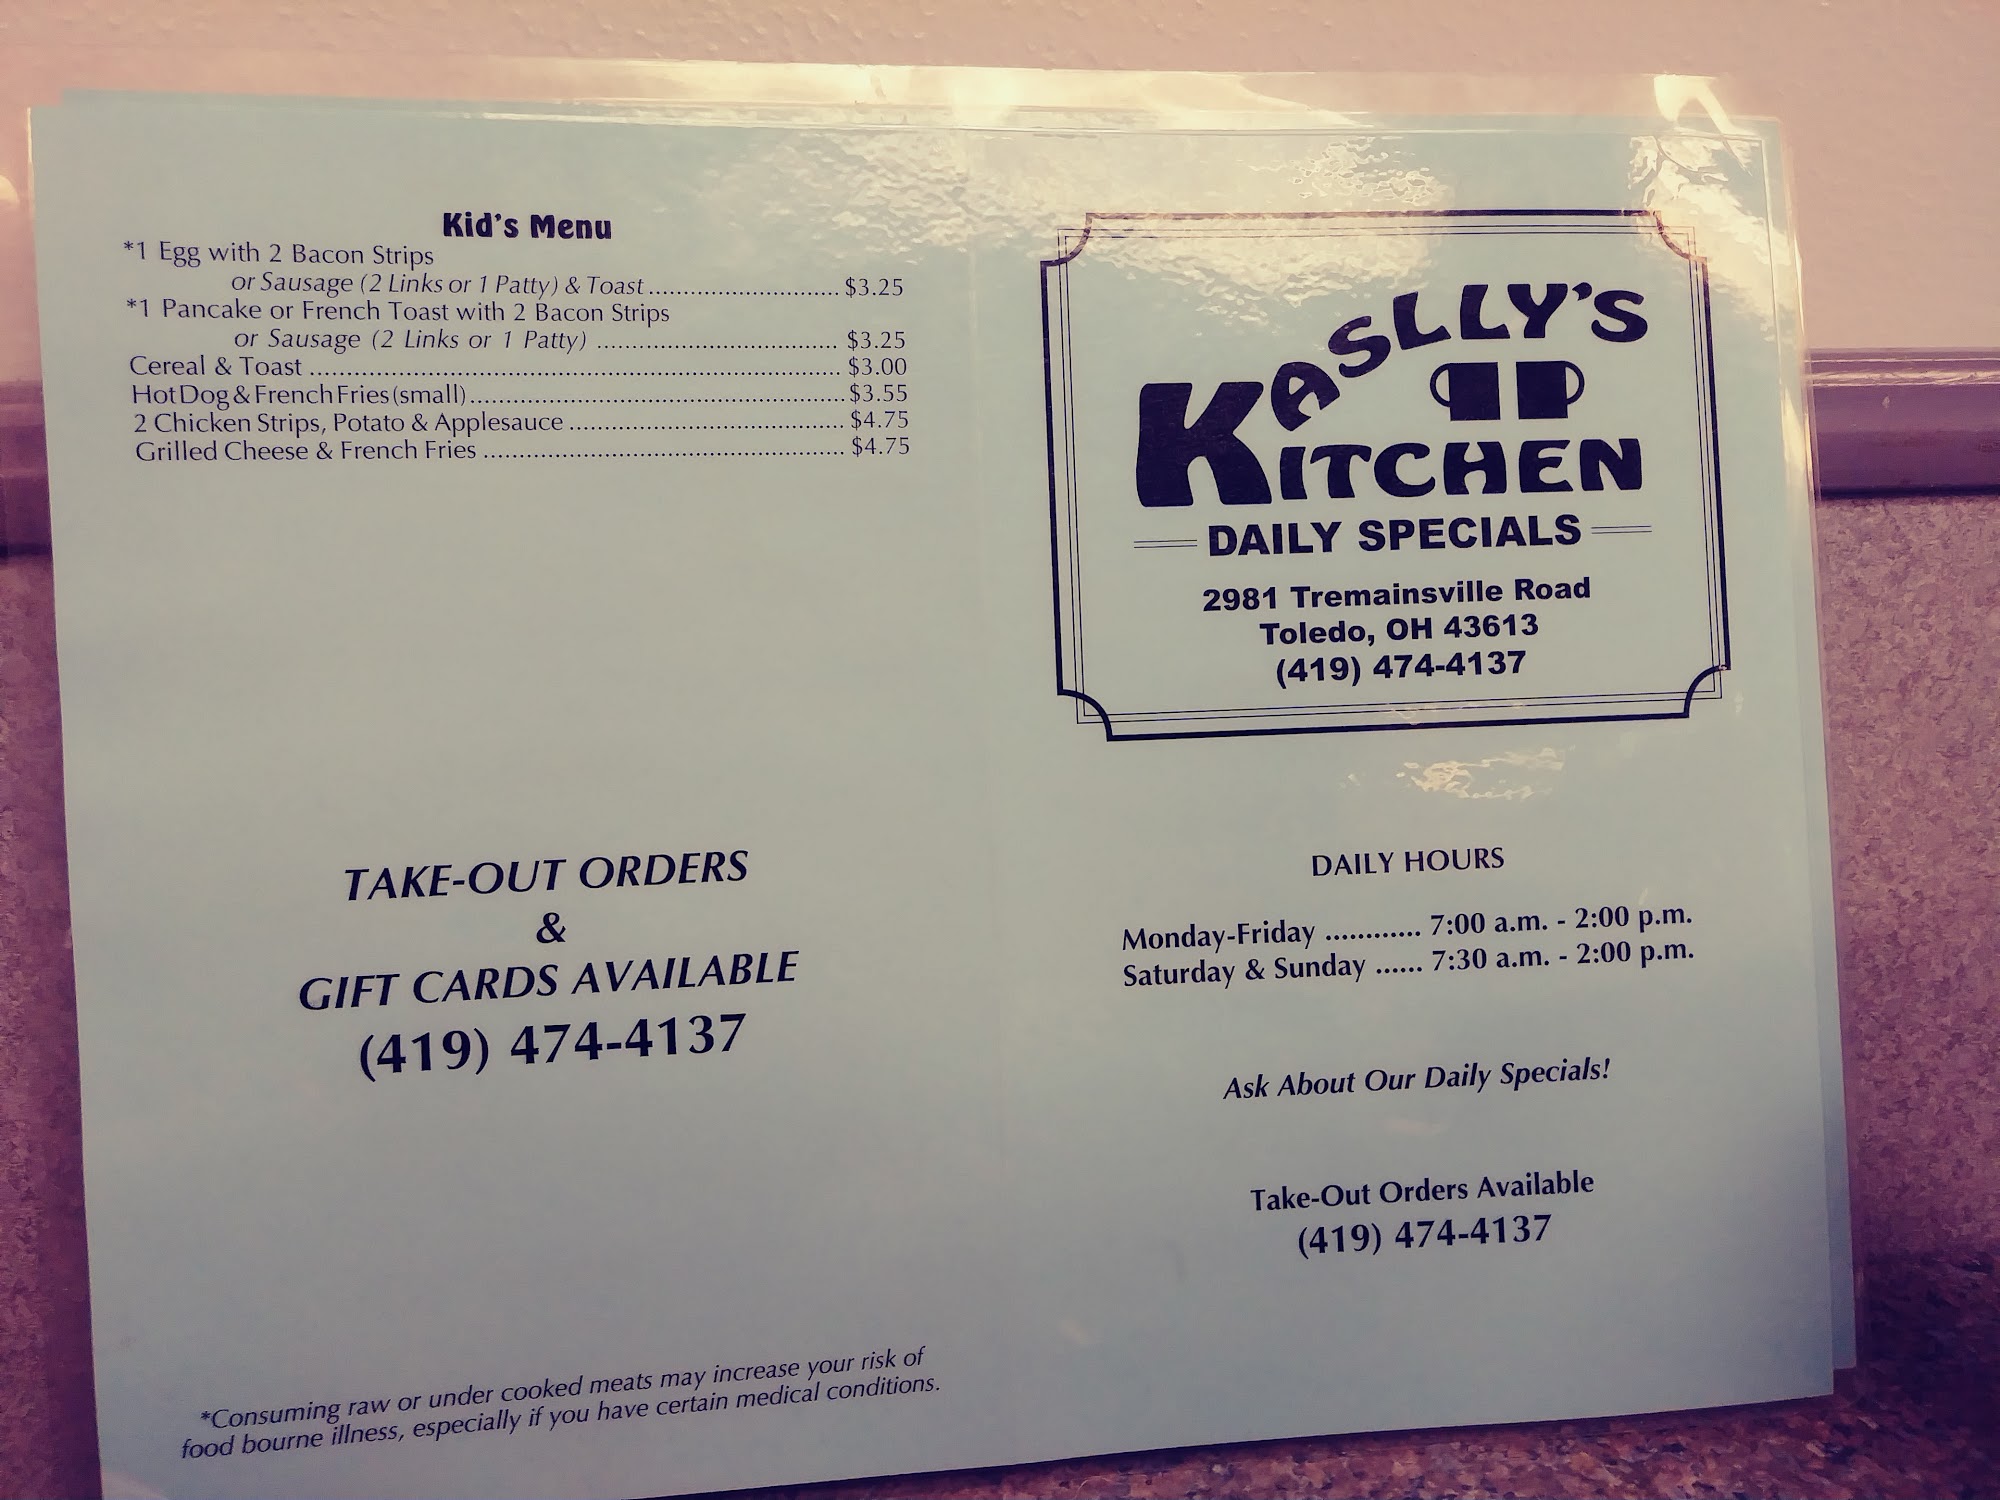 Kid's Menu
*1 Egg with 2 Bacon Strips
or Sausage (2 Links or 1 Patty) & Toast ............................ $3.25
*1 Pancake or French Toast with 2 Bacon Strips
or Sausage (2 Links or 1 Patty) ................................... $3.25
Cereal & Toast .............................................................................. $3.00
Hot Dog & French Fries (small) ....................................................... $3.55
2 Chicken Strips, Potato & Applesauce ........................................ $4.75
Grilled Cheese & French Fries ..................................................... $4.75
TAKE-OUT ORDERS
&
GIFT CARDS AVAILABLE
(419) 474-4137
*Consuming raw or under cooked meats may increase your risk of
food bourne illness, especially if you have certain medical conditions.
KASLLY'S
KITCHEN
DAILY SPECIALS
2981 Tremainsville Road
Toledo, OH 43613
(419) 474-4137
DAILY HOURS
Monday-Friday ............ 7:00 a.m. - 2:00 p.m.
Saturday & Sunday ...... 7:30 a.m. - 2:00 p.m.
Ask About Our Daily Specials!
Take-Out Orders Available
(419) 474-4137